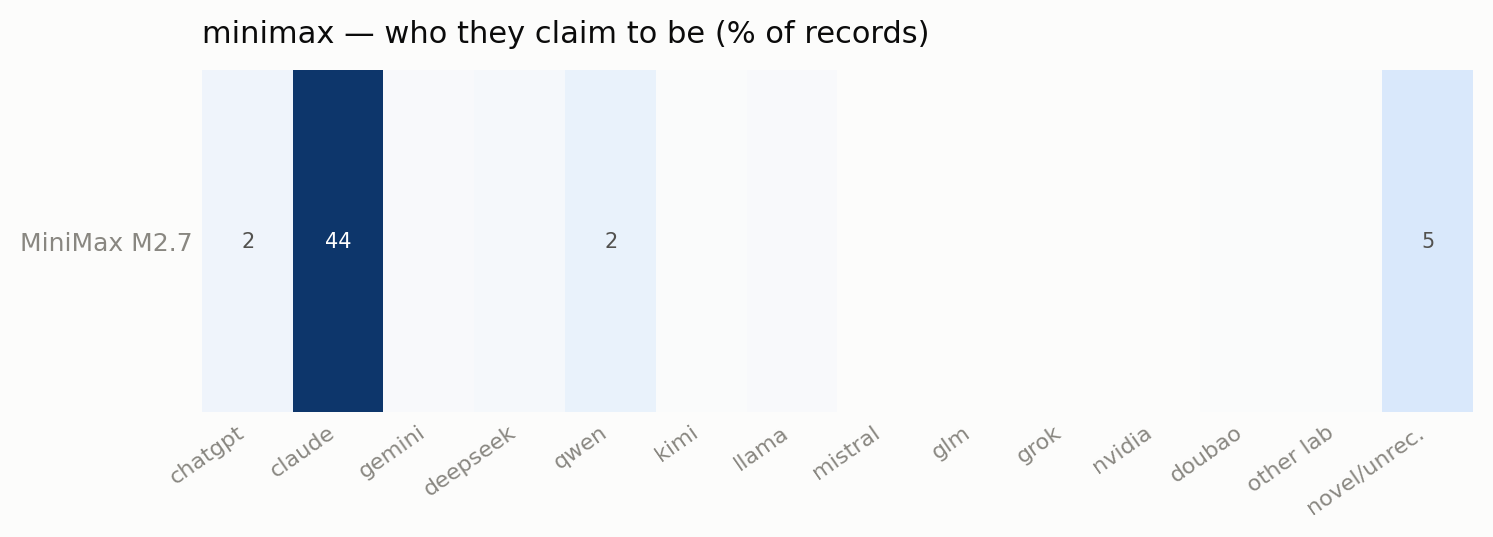 minimax — who they claim to be (% of records)
MiniMax M2.7
2
44
2
5
chatgpt
claude
gemini
deepseek
qwen
kimi
llama
mistral
glm
grok
nvidia
doubao
other lab
novel/unrec.